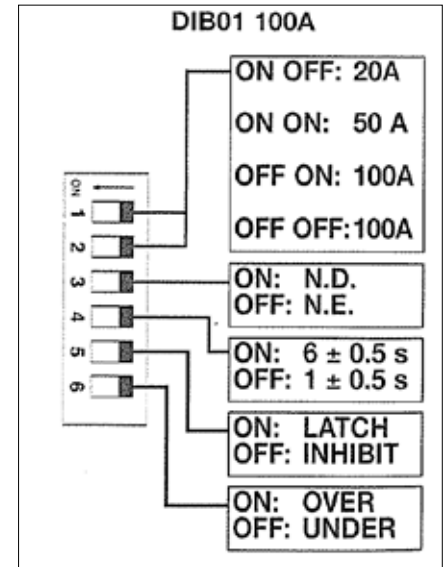 DIB01 100A
ON OFF: 20A
ON ON: 50 A
OFF ON: 100A
OFF OFF:100A
ON
1
2
3
4
5
6
ON: N.D.
OFF: N.E.
ON: 6 ± 0.5 s
OFF: 1 ± 0.5 s
ON: LATCH
OFF: INHIBIT
ON: OVER
OFF: UNDER